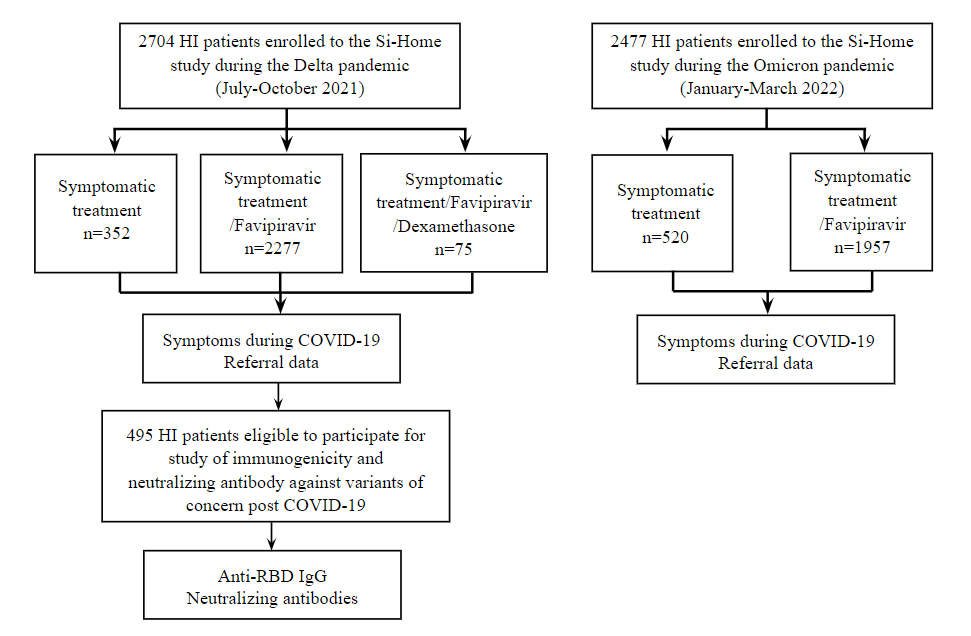 2704 HI patients enrolled to the Si-Home
study during the Delta pandemic
(July-October 2021)
2477 HI patients enrolled to the Si-Home
study during the Omicron pandemic
(January-March 2022)
Symptomatic
treatment
n=352
Symptomatic
treatment
/Favipiravir
n=2277
Symptomatic
treatment/Favipiravir
/Dexamethasone
n=75
Symptomatic
treatment
n=520
Symptomatic
treatment
/Favipiravir
n=1957
Symptoms during COVID-19
Referral data
Symptoms during COVID-19
Referral data
495 HI patients eligible to participate for
study of immunogenicity and
neutralizing antibody against variants of
concern post COVID-19
Anti-RBD IgG
Neutralizing antibodies